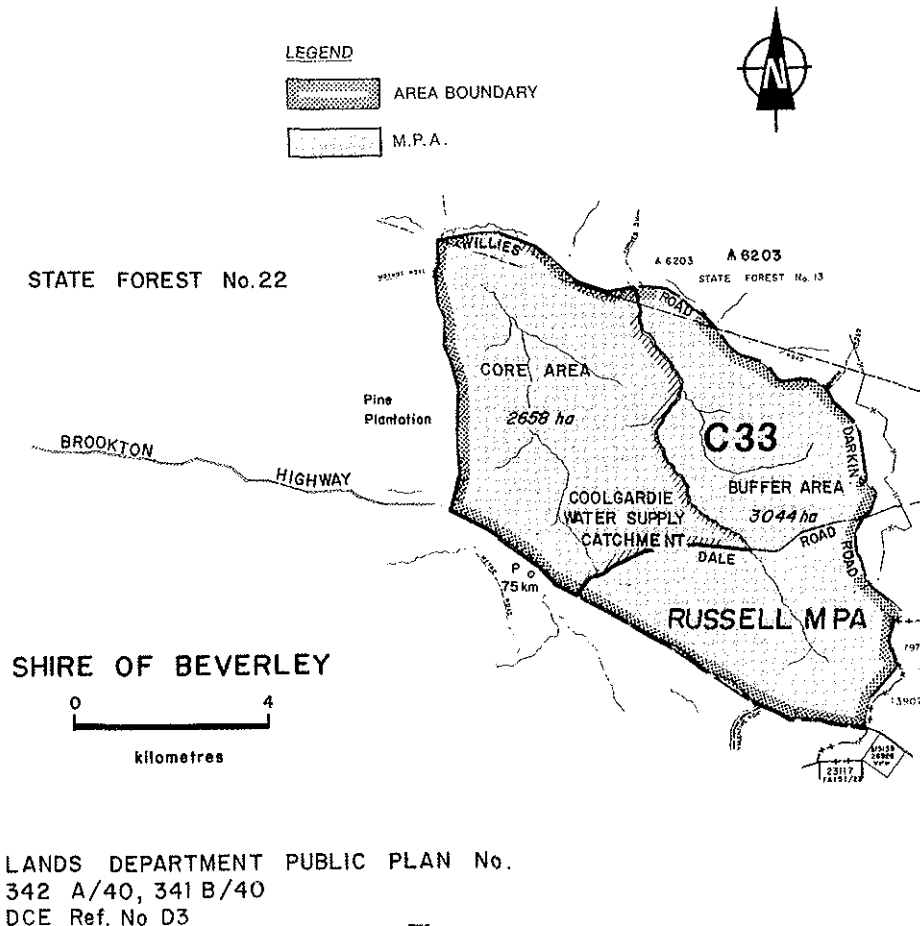 LEGEND
N
AREA BOUNDARY
M.P.A.
WILLIES
A 6203
A 6203
STATE FOREST No. 13
STATE FOREST No. 22
ROAD
CORE AREA
Pine
Plantation
2658 ha
C33
DARKIN
BROOKTON
HIGHWAY
BUFFER AREA
3044 ha
COOLGARDIE
WATER SUPPLY
CATCHMENT
ROAD
DALE
ROAD
P
75 km
RUSSELL MPA
SHIRE OF BEVERLEY
0 4
kilometres
23117
LANDS DEPARTMENT PUBLIC PLAN No.
342 A/40, 341 B/40
DCE Ref. No D3